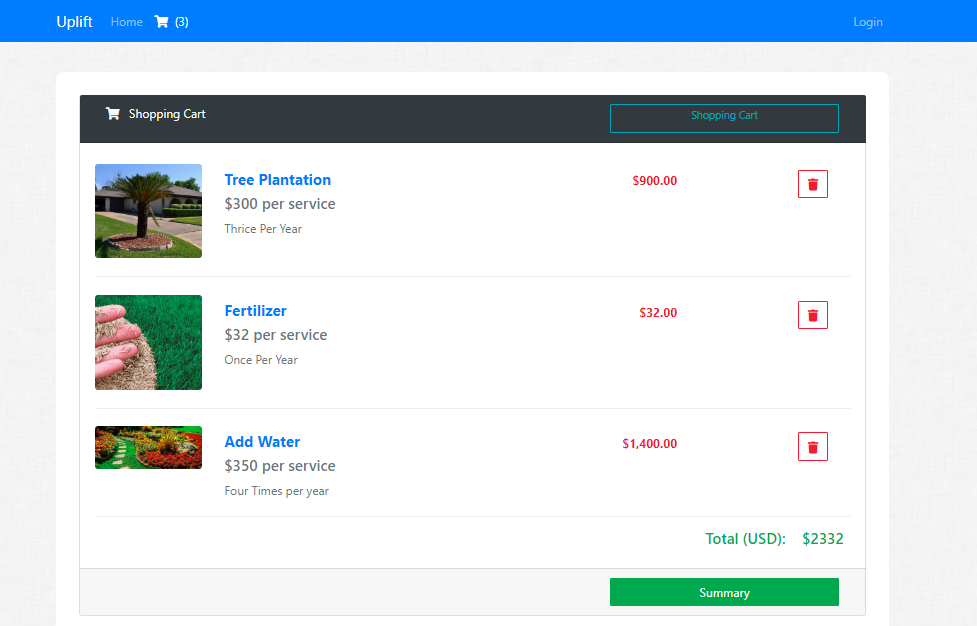 Uplift Home (3) Login
Shopping Cart
Shopping Cart
Tree Plantation
$900.00
$300 per service
Thrice Per Year
Fertilizer
$32.00
$32 per service
Once Per Year
Add Water
$1,400.00
$350 per service
Four Times per year
Total (USD): $2332
Summary